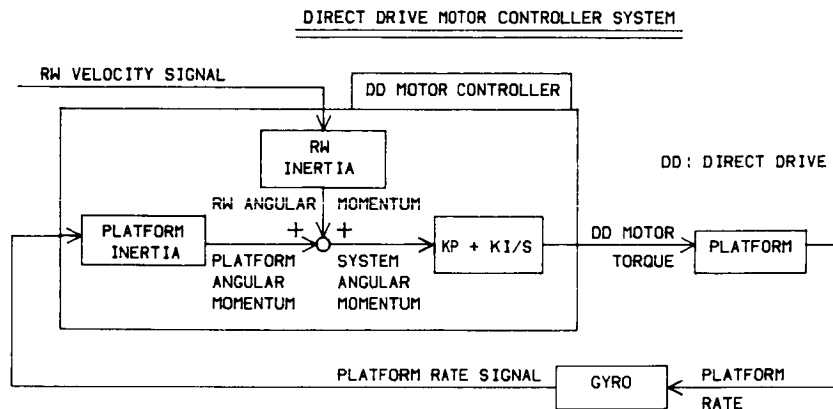 DIRECT DRIVE MOTOR CONTROLLER SYSTEM
RW VELOCITY SIGNAL
DD MOTOR CONTROLLER
RW
INERTIA
DD: DIRECT DRIVE
RW ANGULAR MOMENTUM
PLATFORM
INERTIA
+ +
KP + KI/S
DD MOTOR
TORQUE
PLATFORM
PLATFORM
ANGULAR
MOMENTUM
SYSTEM
ANGULAR
MOMENTUM
PLATFORM RATE SIGNAL
GYRO
PLATFORM
RATE